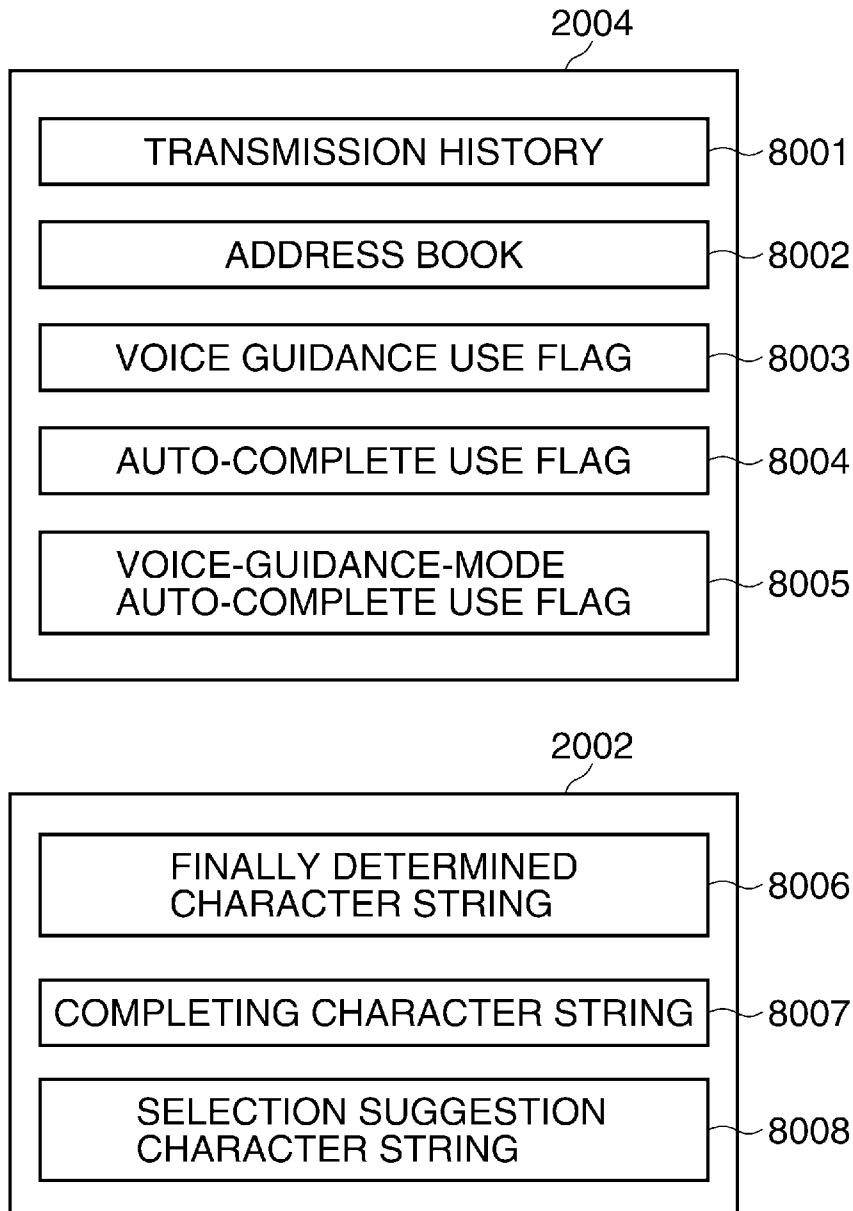 2004
TRANSMISSION HISTORY 8001
ADDRESS BOOK 8002
VOICE GUIDANCE USE FLAG 8003
AUTO-COMPLETE USE FLAG 8004
VOICE-GUIDANCE-MODE
AUTO-COMPLETE USE FLAG 8005
2002
FINALLY DETERMINED
CHARACTER STRING 8006
COMPLETING CHARACTER STRING 8007
SELECTION SUGGESTION
CHARACTER STRING 8008